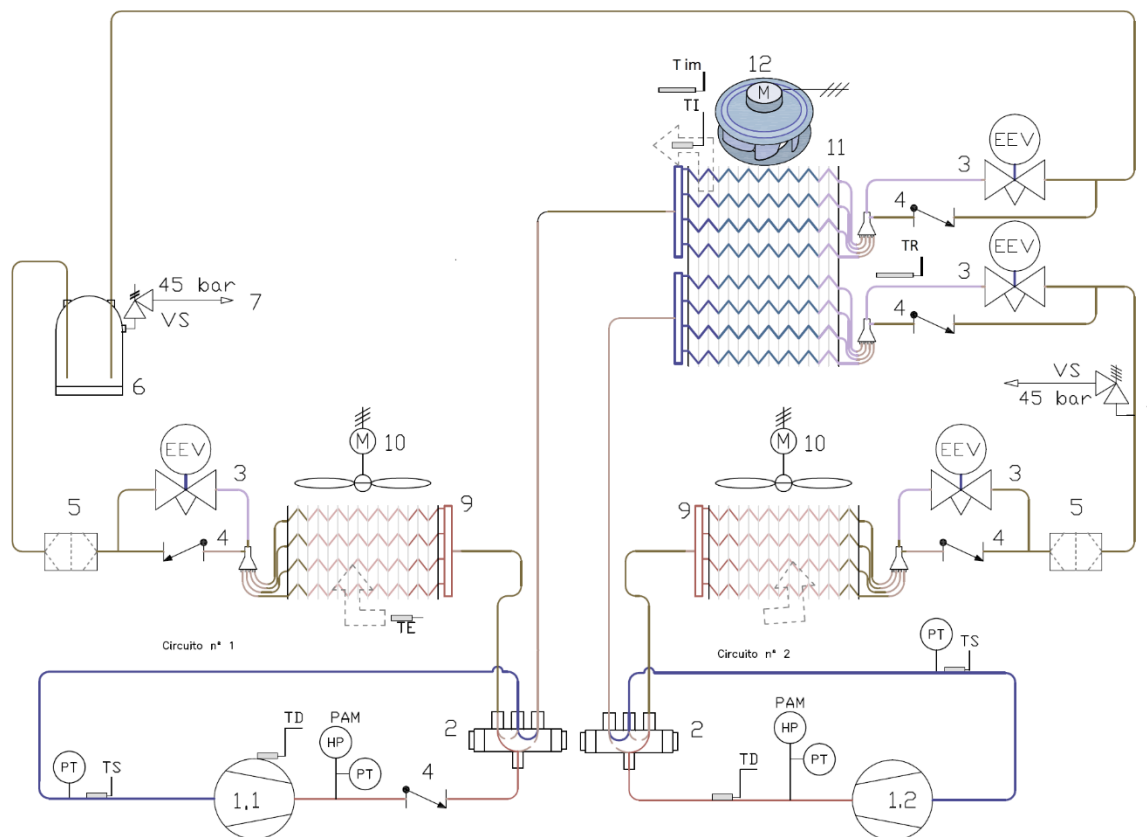 Tim
12
M
TI
11
EEV
3
4
TR
EEV
3
4
45 bar
7
VS
6
VS
45 bar
EEV
3
M
10
9
5
4
TE
M
10
9
EEV
3
5
4
Circuito n° 1
Circuito n° 2
PT
TS
2
2
PAM
HP
PT
TD
4
PT
TS
1,1
PAM
HP
PT
TD
1,2